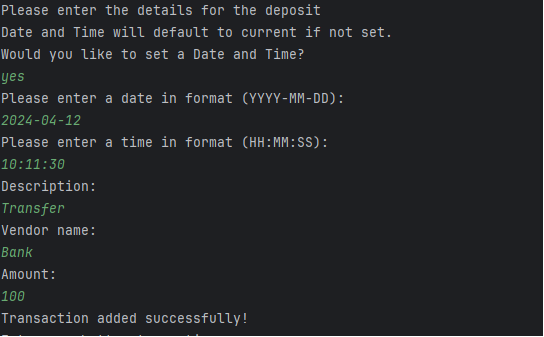 Please enter the details for the deposit
Date and Time will default to current if not set.
Would you like to set a Date and Time?
yes
Please enter a date in format (YYYY-MM-DD):
2024-04-12
Please enter a time in format (HH:MM:SS):
10:11:30
Description:
Transfer
Vendor name:
Bank
Amount:
100
Transaction added successfully!